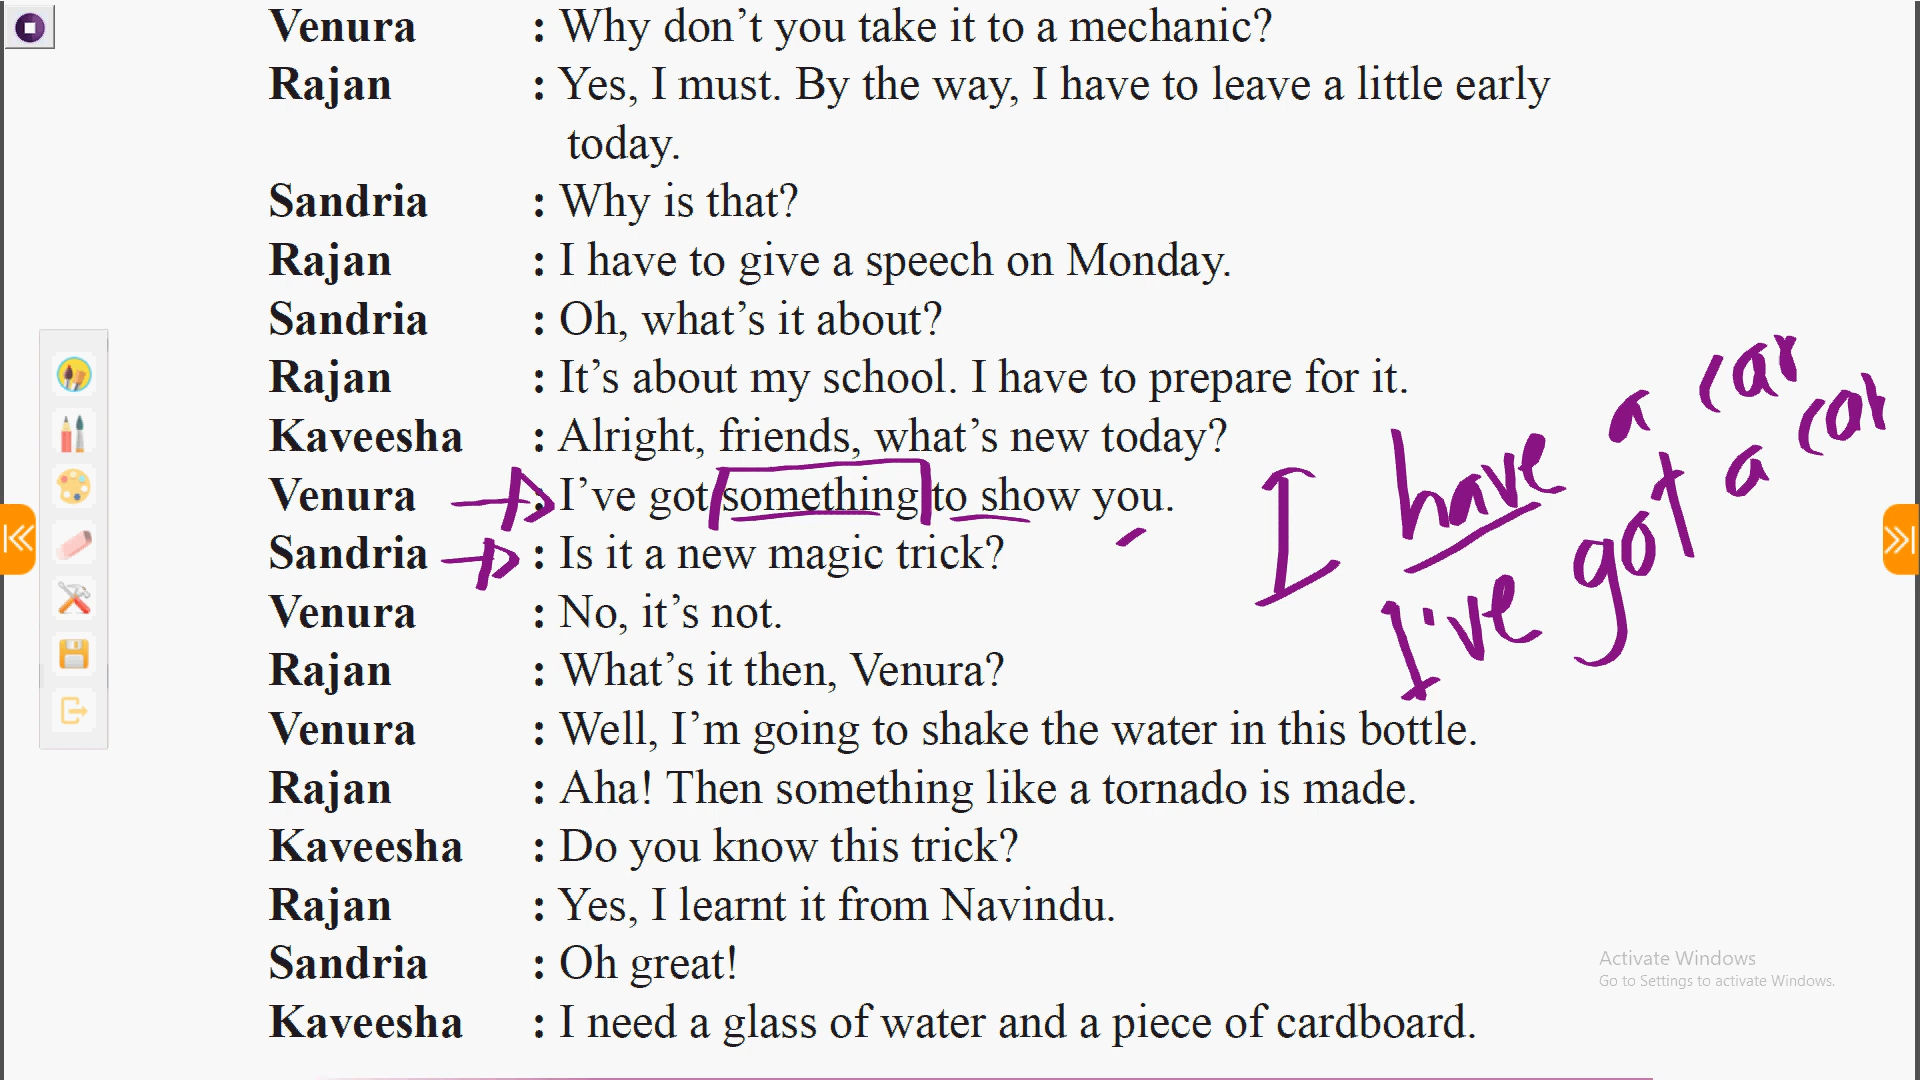 Venura : Why don’t you take it to a mechanic?
Rajan : Yes, I must. By the way, I have to leave a little early
today.
Sandria : Why is that?
Rajan : I have to give a speech on Monday.
Sandria : Oh, what’s it about?
Rajan : It’s about my school. I have to prepare for it.
Kaveesha : Alright, friends, what’s new today?
Venura : I’ve got something to show you.
Sandria : Is it a new magic trick?
Venura : No, it’s not.
Rajan : What’s it then, Venura?
Venura : Well, I’m going to shake the water in this bottle.
Rajan : Aha! Then something like a tornado is made.
Kaveesha : Do you know this trick?
Rajan : Yes, I learnt it from Navindu.
Sandria : Oh great!
Kaveesha : I need a glass of water and a piece of cardboard.
I have a car
I've got a car
Activate Windows
Go to Settings to activate Windows.